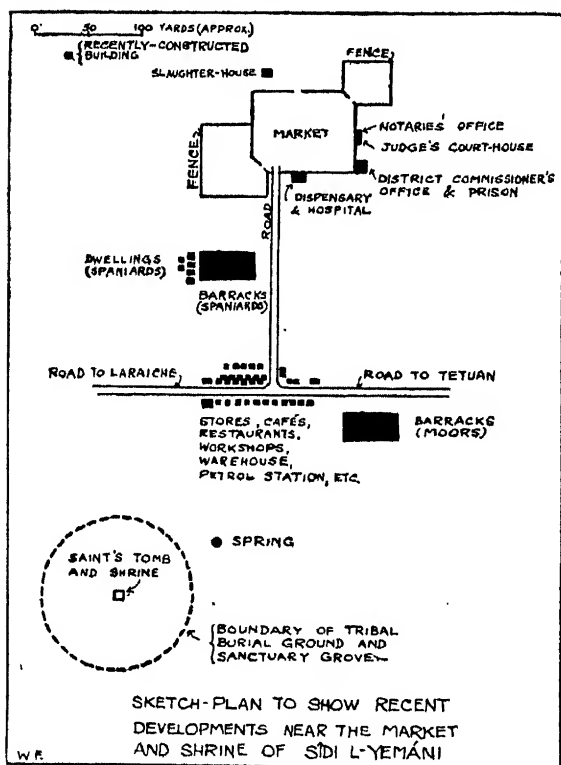 0 50 100 YARDS (APPROX.)
{RECENTLY-CONSTRUCTED
BUILDING
SLAUGHTER-HOUSE
FENCE
MARKET
FENCE
NOTARIES' OFFICE
JUDGE'S COURT-HOUSE
DISTRICT COMMISSIONER'S
OFFICE & PRISON
DISPENSARY
& HOSPITAL
ROAD
DWELLINGS
(SPANIARDS)
BARRACKS
(SPANIARDS)
ROAD TO LARAICHE
ROAD TO TETUAN
STORES, CAFÉS,
RESTAURANTS,
WORKSHOPS,
WAREHOUSE,
PETROL STATION, ETC.
BARRACKS
(MOORS)
SPRING
SAINT'S TOMB
AND SHRINE
BOUNDARY OF TRIBAL
BURIAL GROUND AND
SANCTUARY GROVE
SKETCH-PLAN TO SHOW RECENT
DEVELOPMENTS NEAR THE MARKET
AND SHRINE OF SÍDI L-YEMÁNI
W.F.